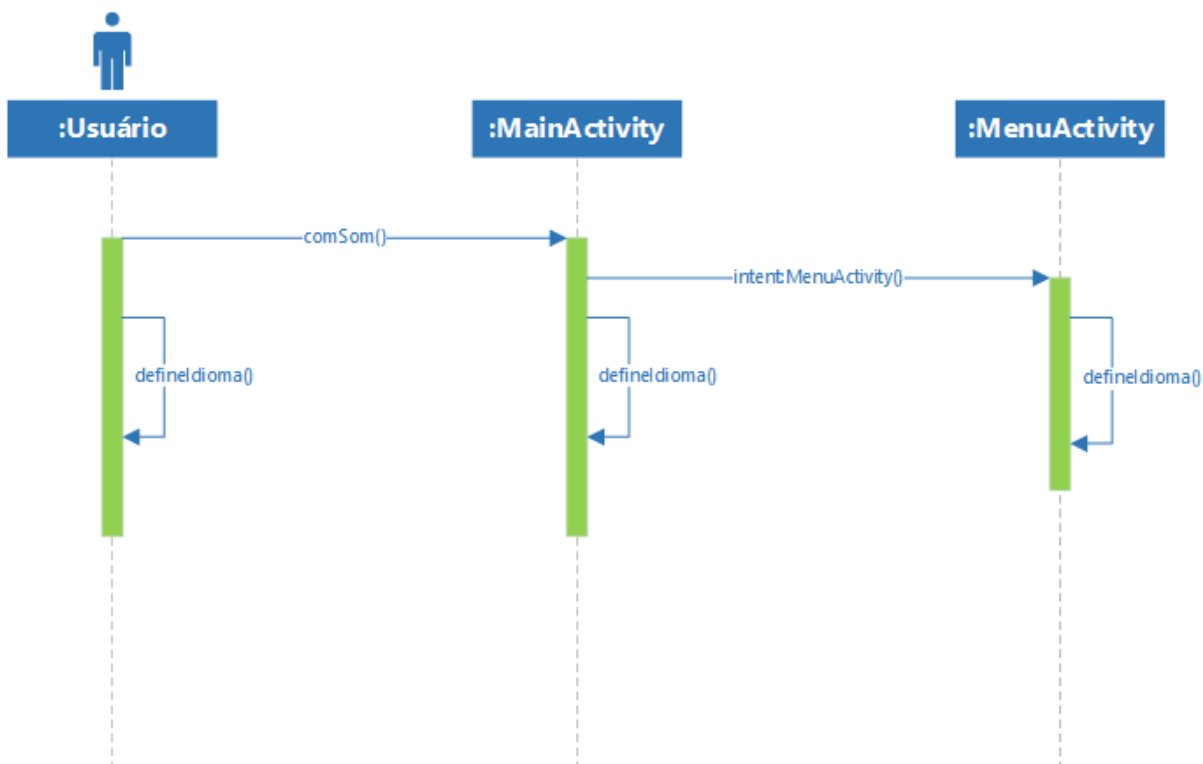 :Usuário
:MainActivity
:MenuActivity
comSom()
intent:MenuActivity()
defineIdioma()
defineIdioma()
defineIdioma()